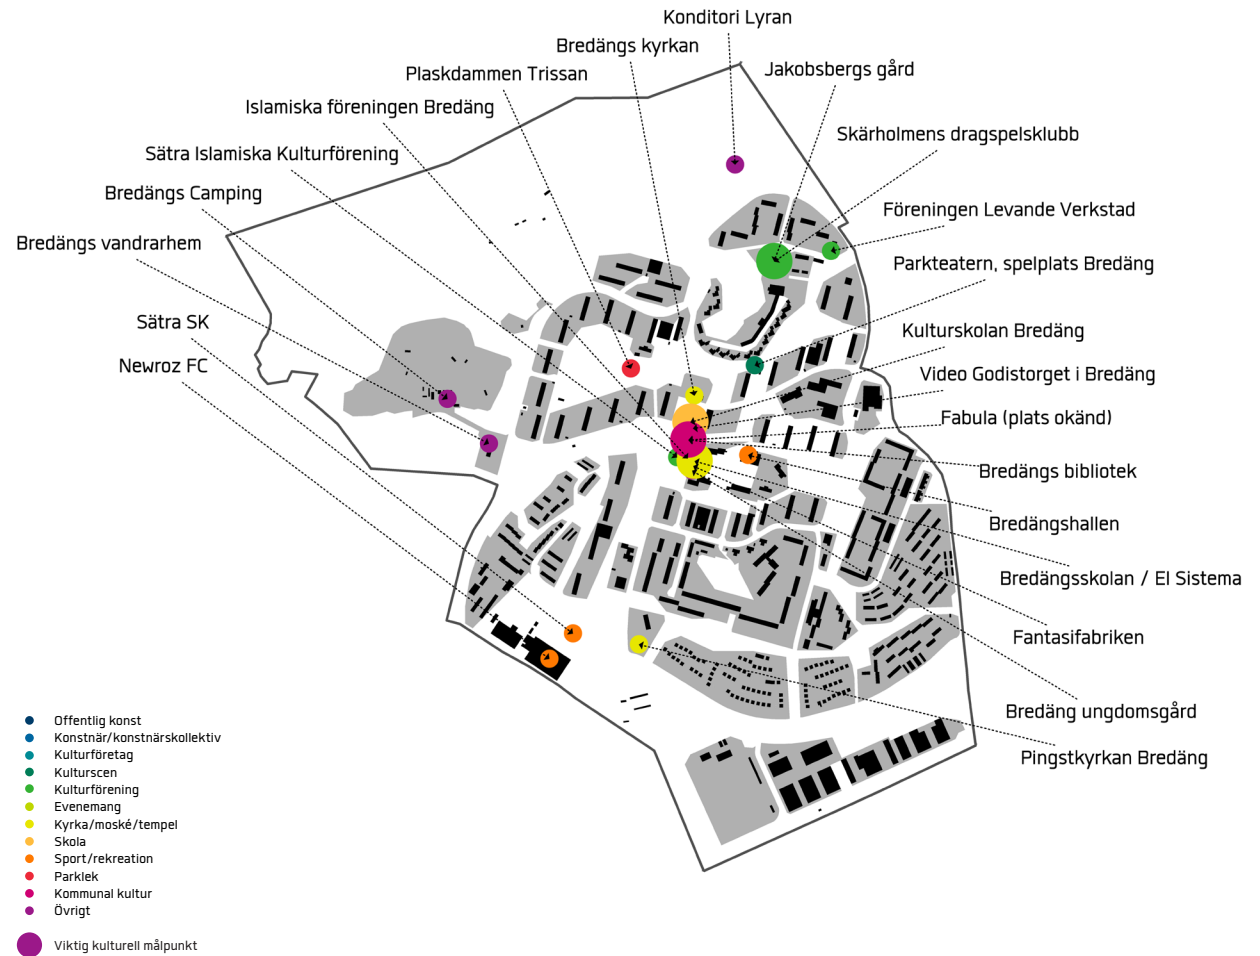 Konditori Lyran
Bredängs kyrkan
Plaskdammen Trissan
Jakobsbergs gård
Islamiska föreningen Bredäng
Skärholmens dragspelsklubb
Sätra Islamiska Kulturförening
Bredängs Camping
Föreningen Levande Verkstad
Bredängs vandrarhem
Parkteatern, spelplats Bredäng
Sätra SK
Kulturskolan Bredäng
Newroz FC
Video Godistorget i Bredäng
Fabula (plats okänd)
Bredängs bibliotek
Bredängshallen
Bredängsskolan / El Sistema
Fantasifabriken
Bredäng ungdomsgård
Pingstkyrkan Bredäng
Offentlig konst
Konstnär/konstnärskollektiv
Kulturföretag
Kulturscen
Kulturförening
Evenemang
Kyrka/moské/tempel
Skola
Sport/rekreation
Parklek
Kommunal kultur
Övrigt
Viktig kulturell målpunkt